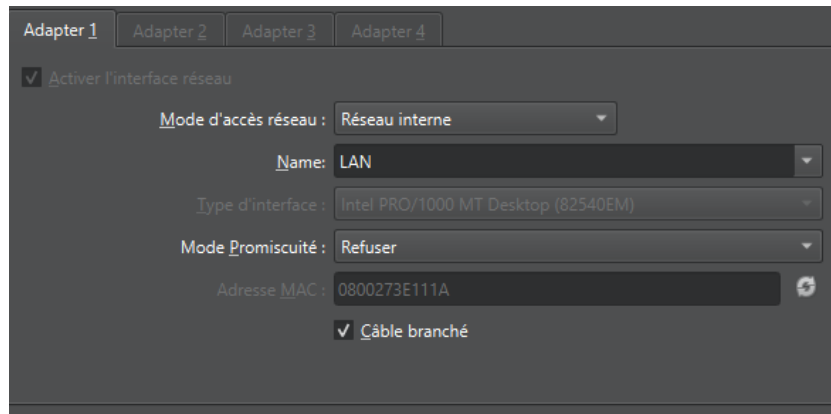 Adapter 1 Adapter 2 Adapter 3 Adapter 4
Activer l'interface réseau
Mode d'accès réseau : Réseau interne
Name: LAN
Type d'interface : Intel PRO/1000 MT Desktop (82540EM)
Mode Promiscuité : Refuser
Adresse MAC : 0800273E111A
Câble branché